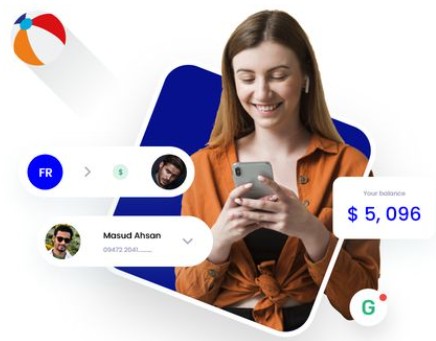 FR
$
Masud Ahsan
09472 2041........
Your balance
$ 5, 096
G